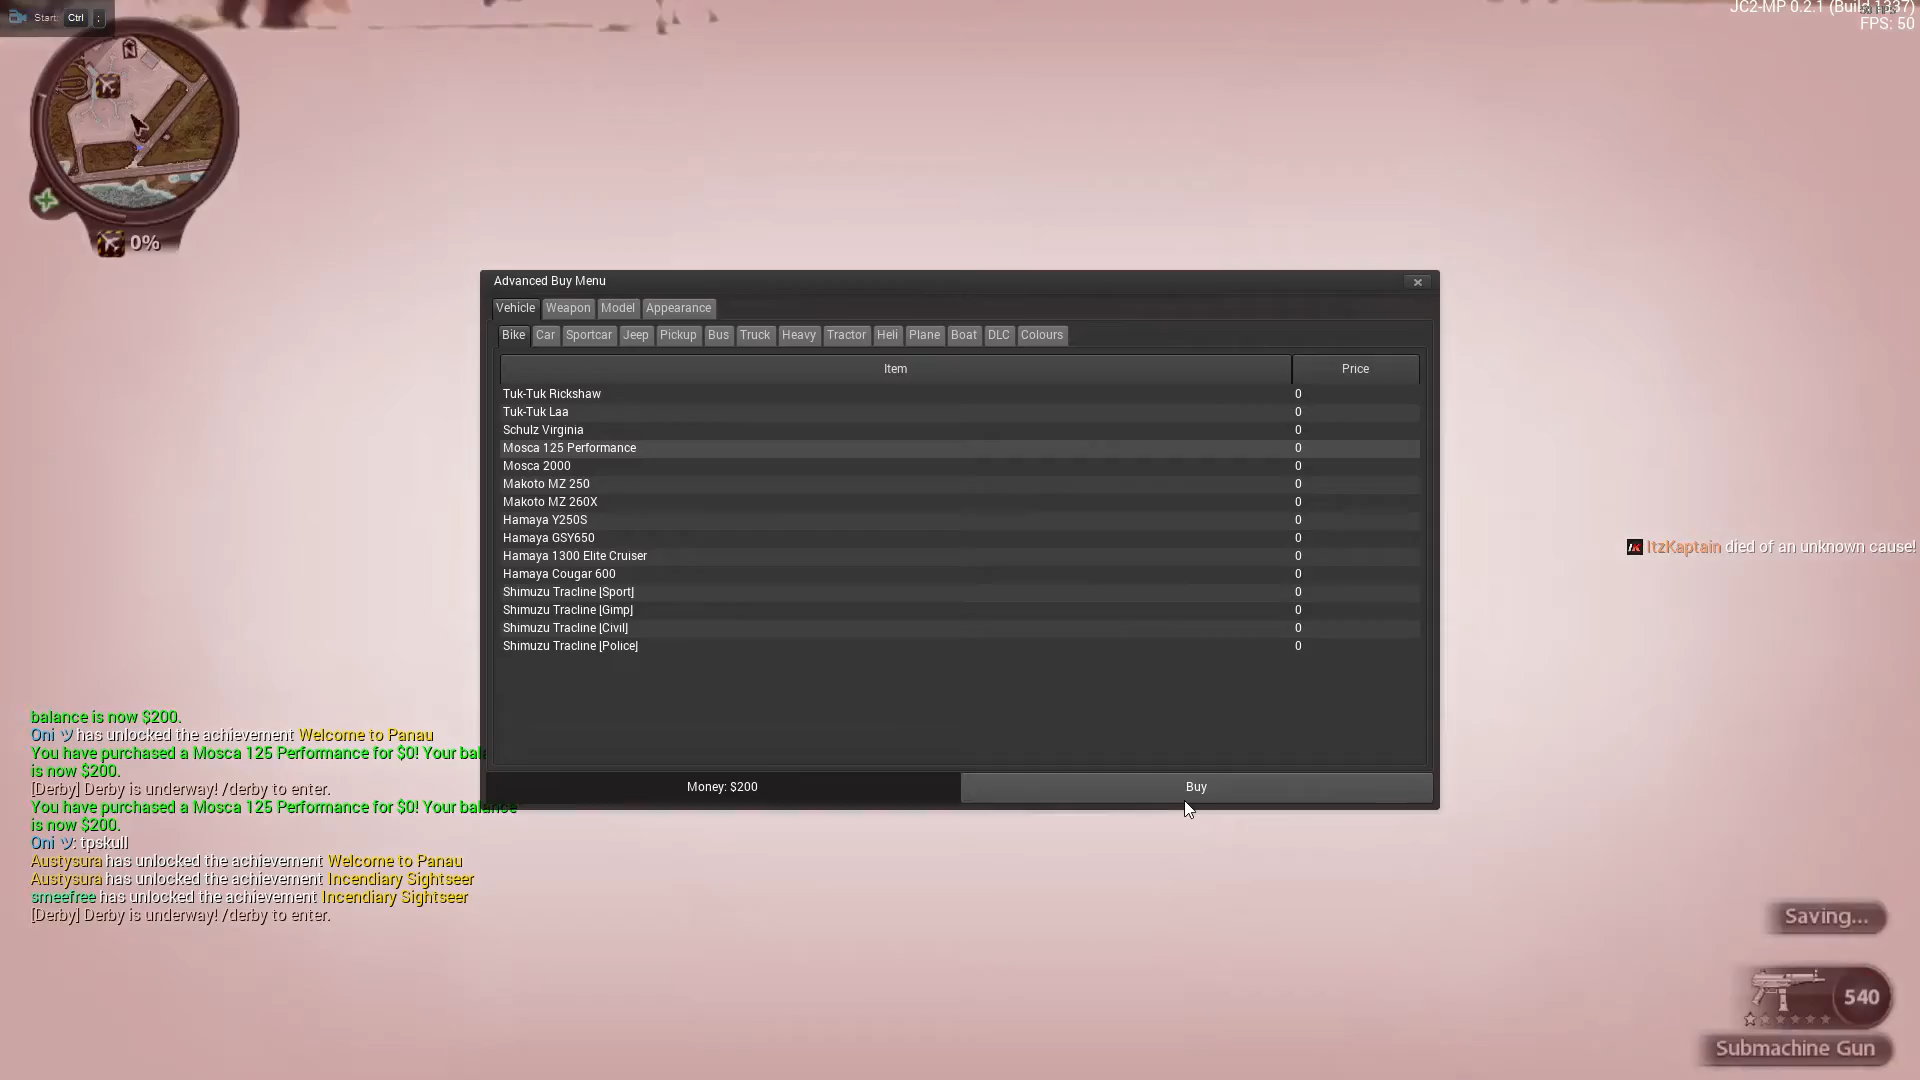 Start: Ctrl ;
JC2-MP 0.2.1 (Build 1337)
FPS: 50
N
0%
Advanced Buy Menu
Vehicle Weapon Model Appearance
Bike Car Sportcar Jeep Pickup Bus Truck Heavy Tractor Heli Plane Boat DLC Colours
Item Price
Tuk-Tuk Rickshaw 0
Tuk-Tuk Laa 0
Schulz Virginia 0
Mosca 125 Performance 0
Mosca 2000 0
Makoto MZ 250 0
Makoto MZ 260X 0
Hamaya Y250S 0
Hamaya GSY650 0
Hamaya 1300 Elite Cruiser 0
Hamaya Cougar 600 0
Shimuzu Tracline [Sport] 0
Shimuzu Tracline [Gimp] 0
Shimuzu Tracline [Civil] 0
Shimuzu Tracline [Police] 0
Money: $200 Buy
ItzKaptain died of an unknown cause!
balance is now $200.
Oni ツ has unlocked the achievement Welcome to Panau
You have purchased a Mosca 125 Performance for $0! Your bal
is now $200.
[Derby] Derby is underway! /derby to enter.
You have purchased a Mosca 125 Performance for $0! Your balance
is now $200.
Oni ツ: tpskull
Austysura has unlocked the achievement Welcome to Panau
Austysura has unlocked the achievement Incendiary Sightseer
smeefree has unlocked the achievement Incendiary Sightseer
[Derby] Derby is underway! /derby to enter.
Saving...
540
Submachine Gun